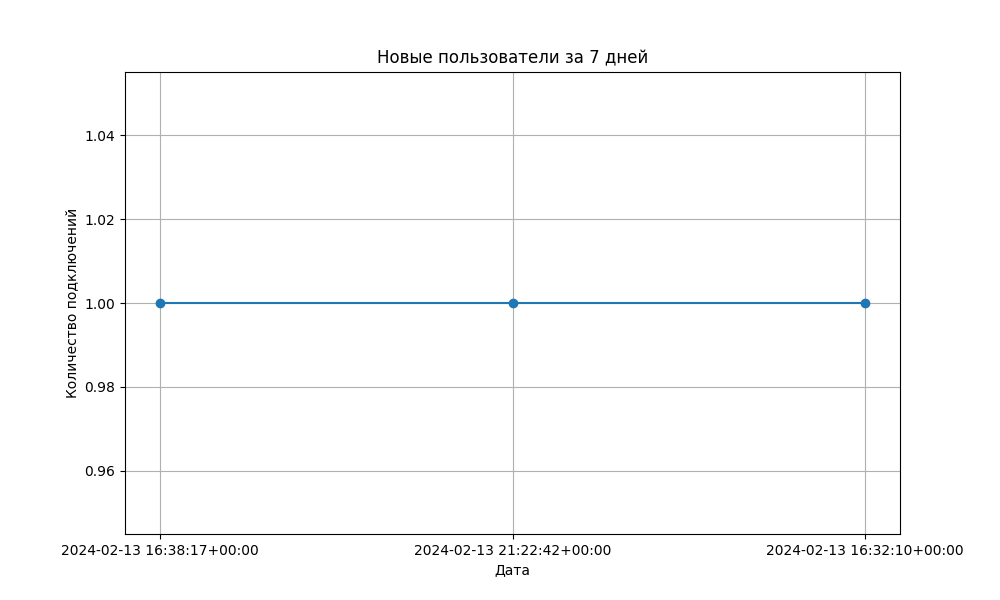 Новые пользователи за 7 дней
Количество подключений
1.04
1.02
1.00
0.98
0.96
2024-02-13 16:38:17+00:00
2024-02-13 21:22:42+00:00
2024-02-13 16:32:10+00:00
Дата